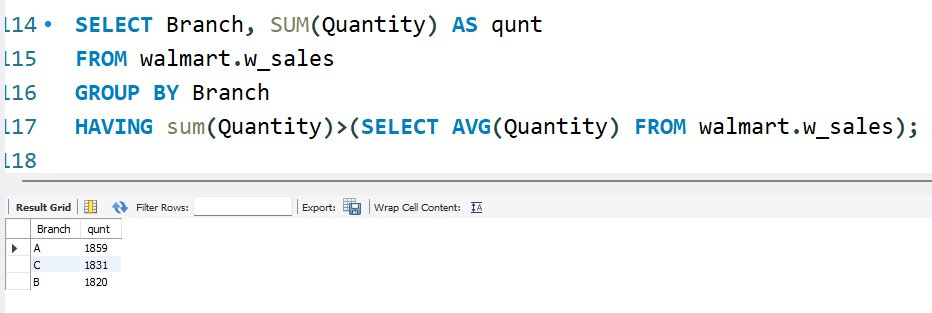 114 SELECT Branch, SUM(Quantity) AS qunt
115 FROM walmart.w_sales
116 GROUP BY Branch
117 HAVING sum(Quantity)>(SELECT AVG(Quantity) FROM walmart.w_sales);
118
Result Grid Filter Rows: Export: Wrap Cell Content: IA
Branch qunt
A 1859
C 1831
B 1820